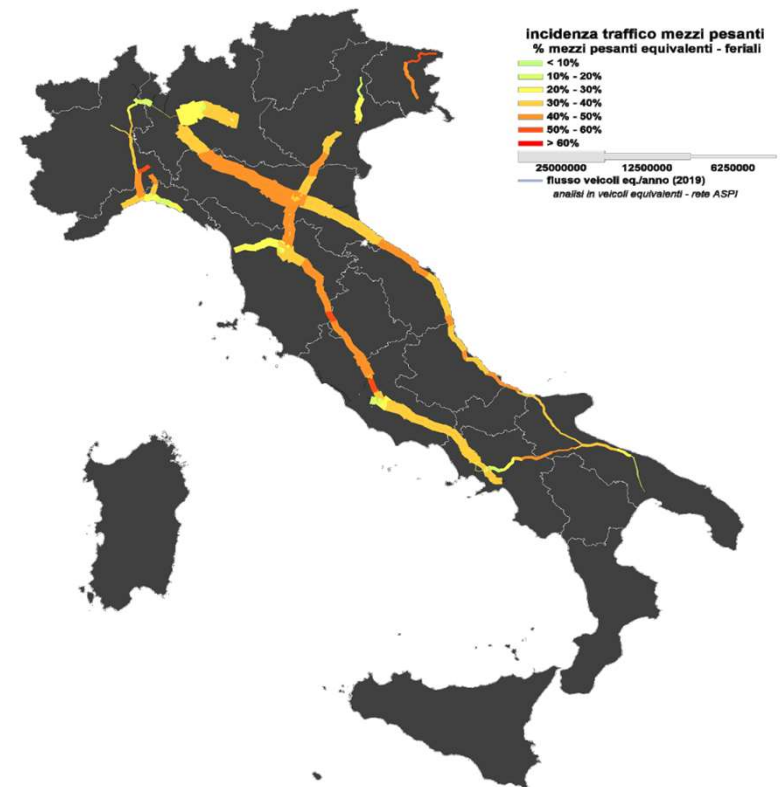 incidenza traffico mezzi pesanti
% mezzi pesanti equivalenti - feriali
< 10%
10% - 20%
20% - 30%
30% - 40%
40% - 50%
50% - 60%
> 60%
25000000 12500000 6250000
flusso veicoli eq./anno (2019)
analisi in veicoli equivalenti - rete ASPI